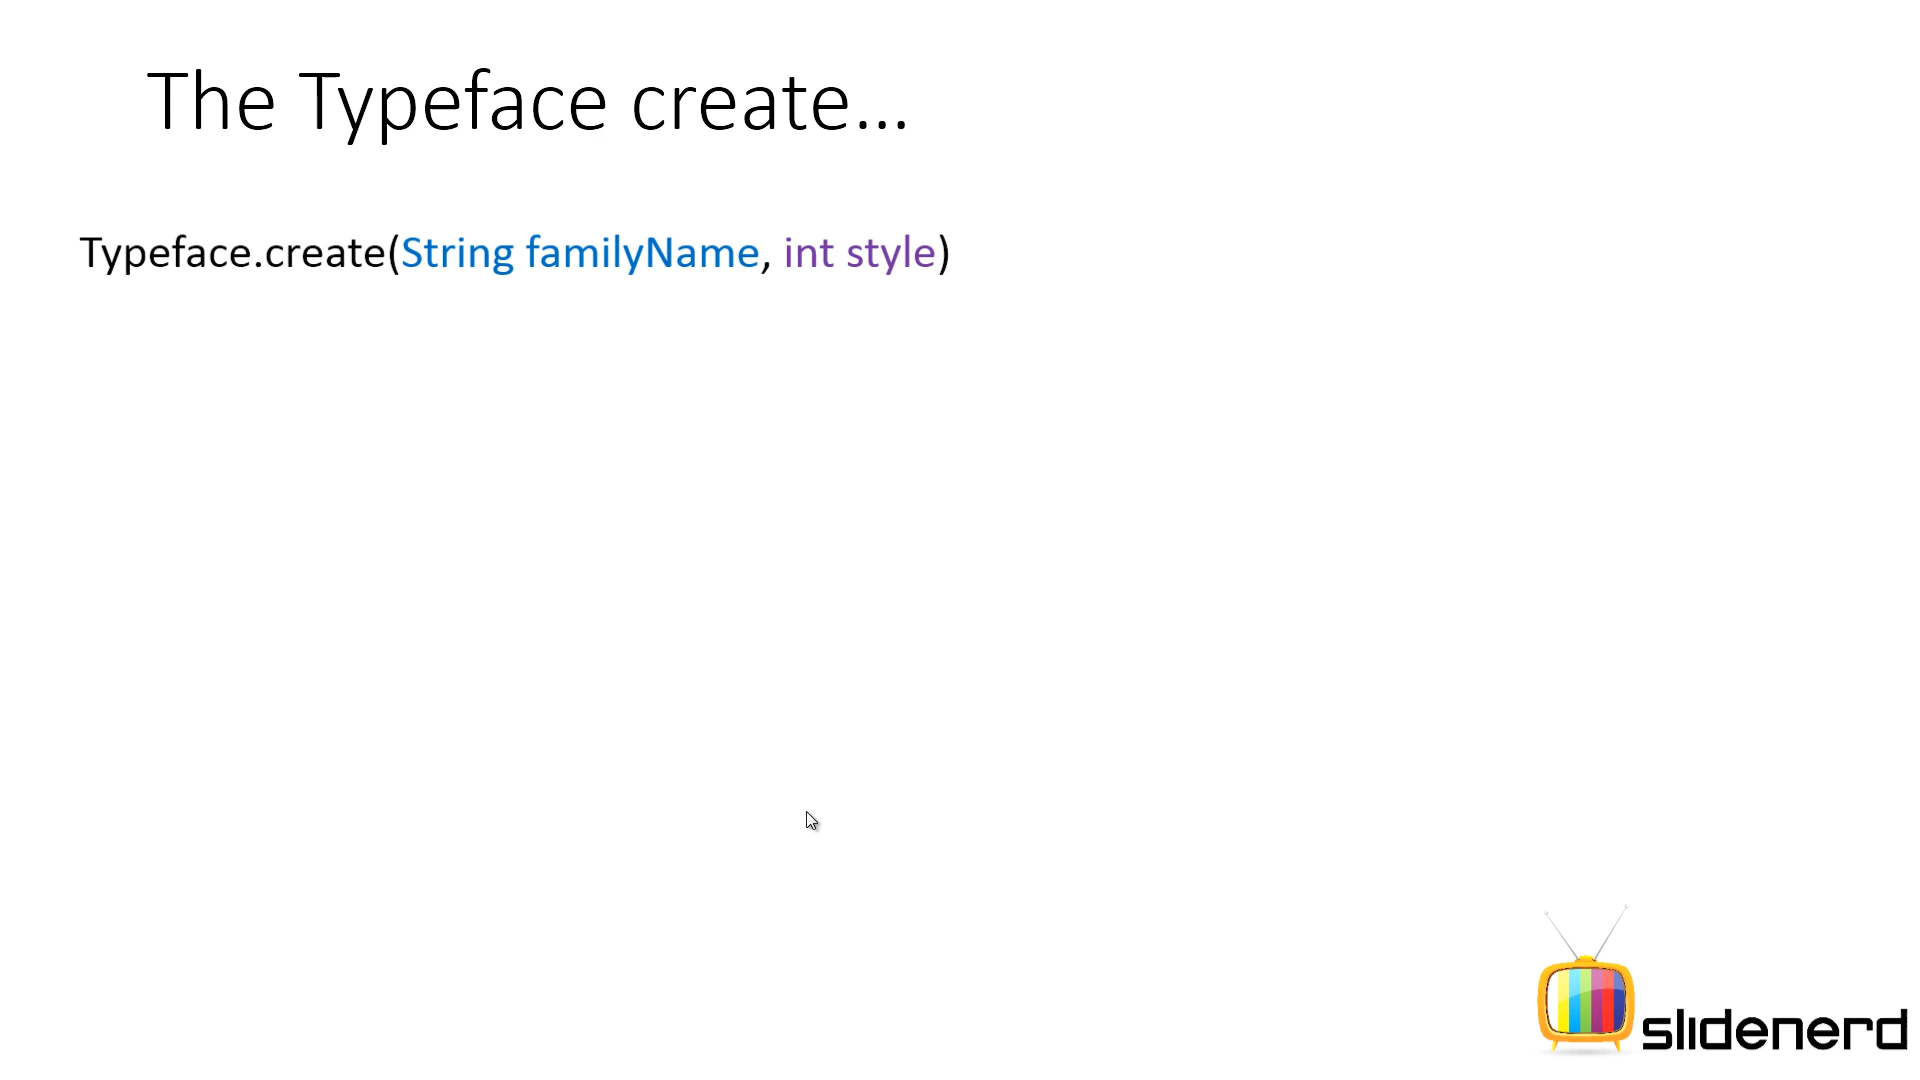 The Typeface create...
Typeface.create(String familyName, int style)
slidenerd